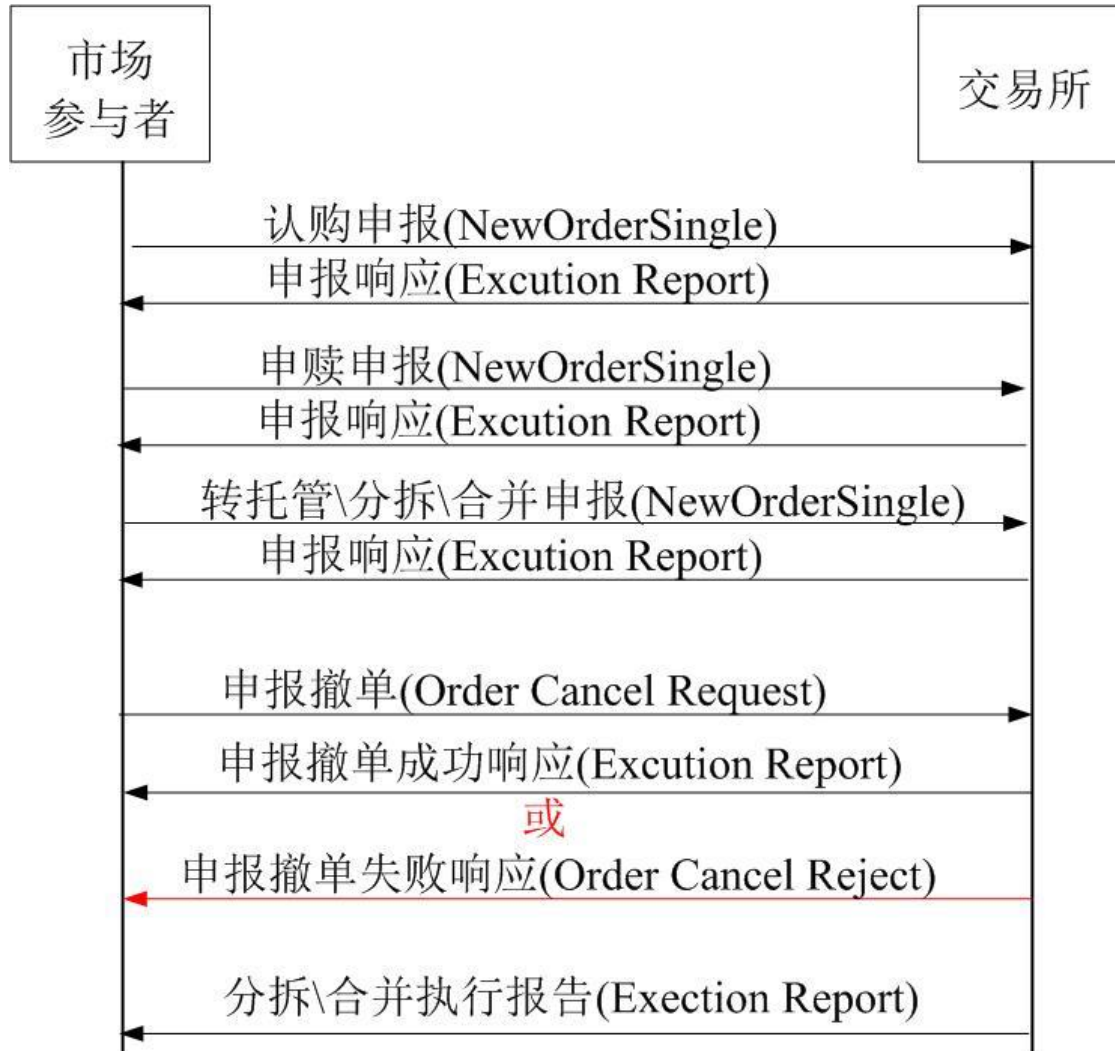 市场
参与者
交易所
认购申报(NewOrderSingle)
申报响应(Excution Report)
申赎申报(NewOrderSingle)
申报响应(Excution Report)
转托管\分拆\合并申报(NewOrderSingle)
申报响应(Excution Report)
申报撤单(Order Cancel Request)
申报撤单成功响应(Excution Report)
或
申报撤单失败响应(Order Cancel Reject)
分拆\合并执行报告(Exection Report)